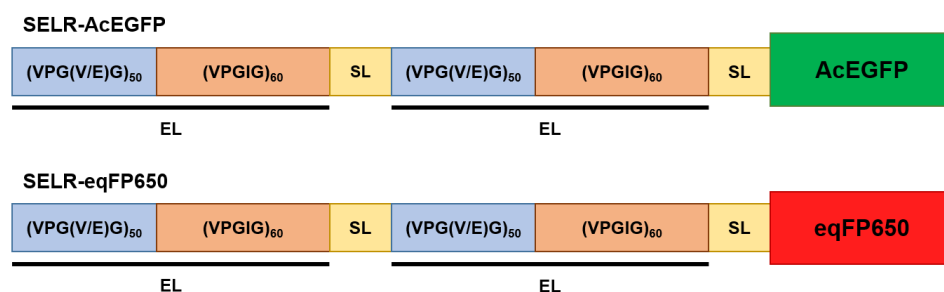 SELR-AcEGFP
(VPG(V/E)G)₅₀ (VPGIG)₆₀ SL (VPG(V/E)G)₅₀ (VPGIG)₆₀ SL AcEGFP
EL EL
SELR-eqFP650
(VPG(V/E)G)₅₀ (VPGIG)₆₀ SL (VPG(V/E)G)₅₀ (VPGIG)₆₀ SL eqFP650
EL EL